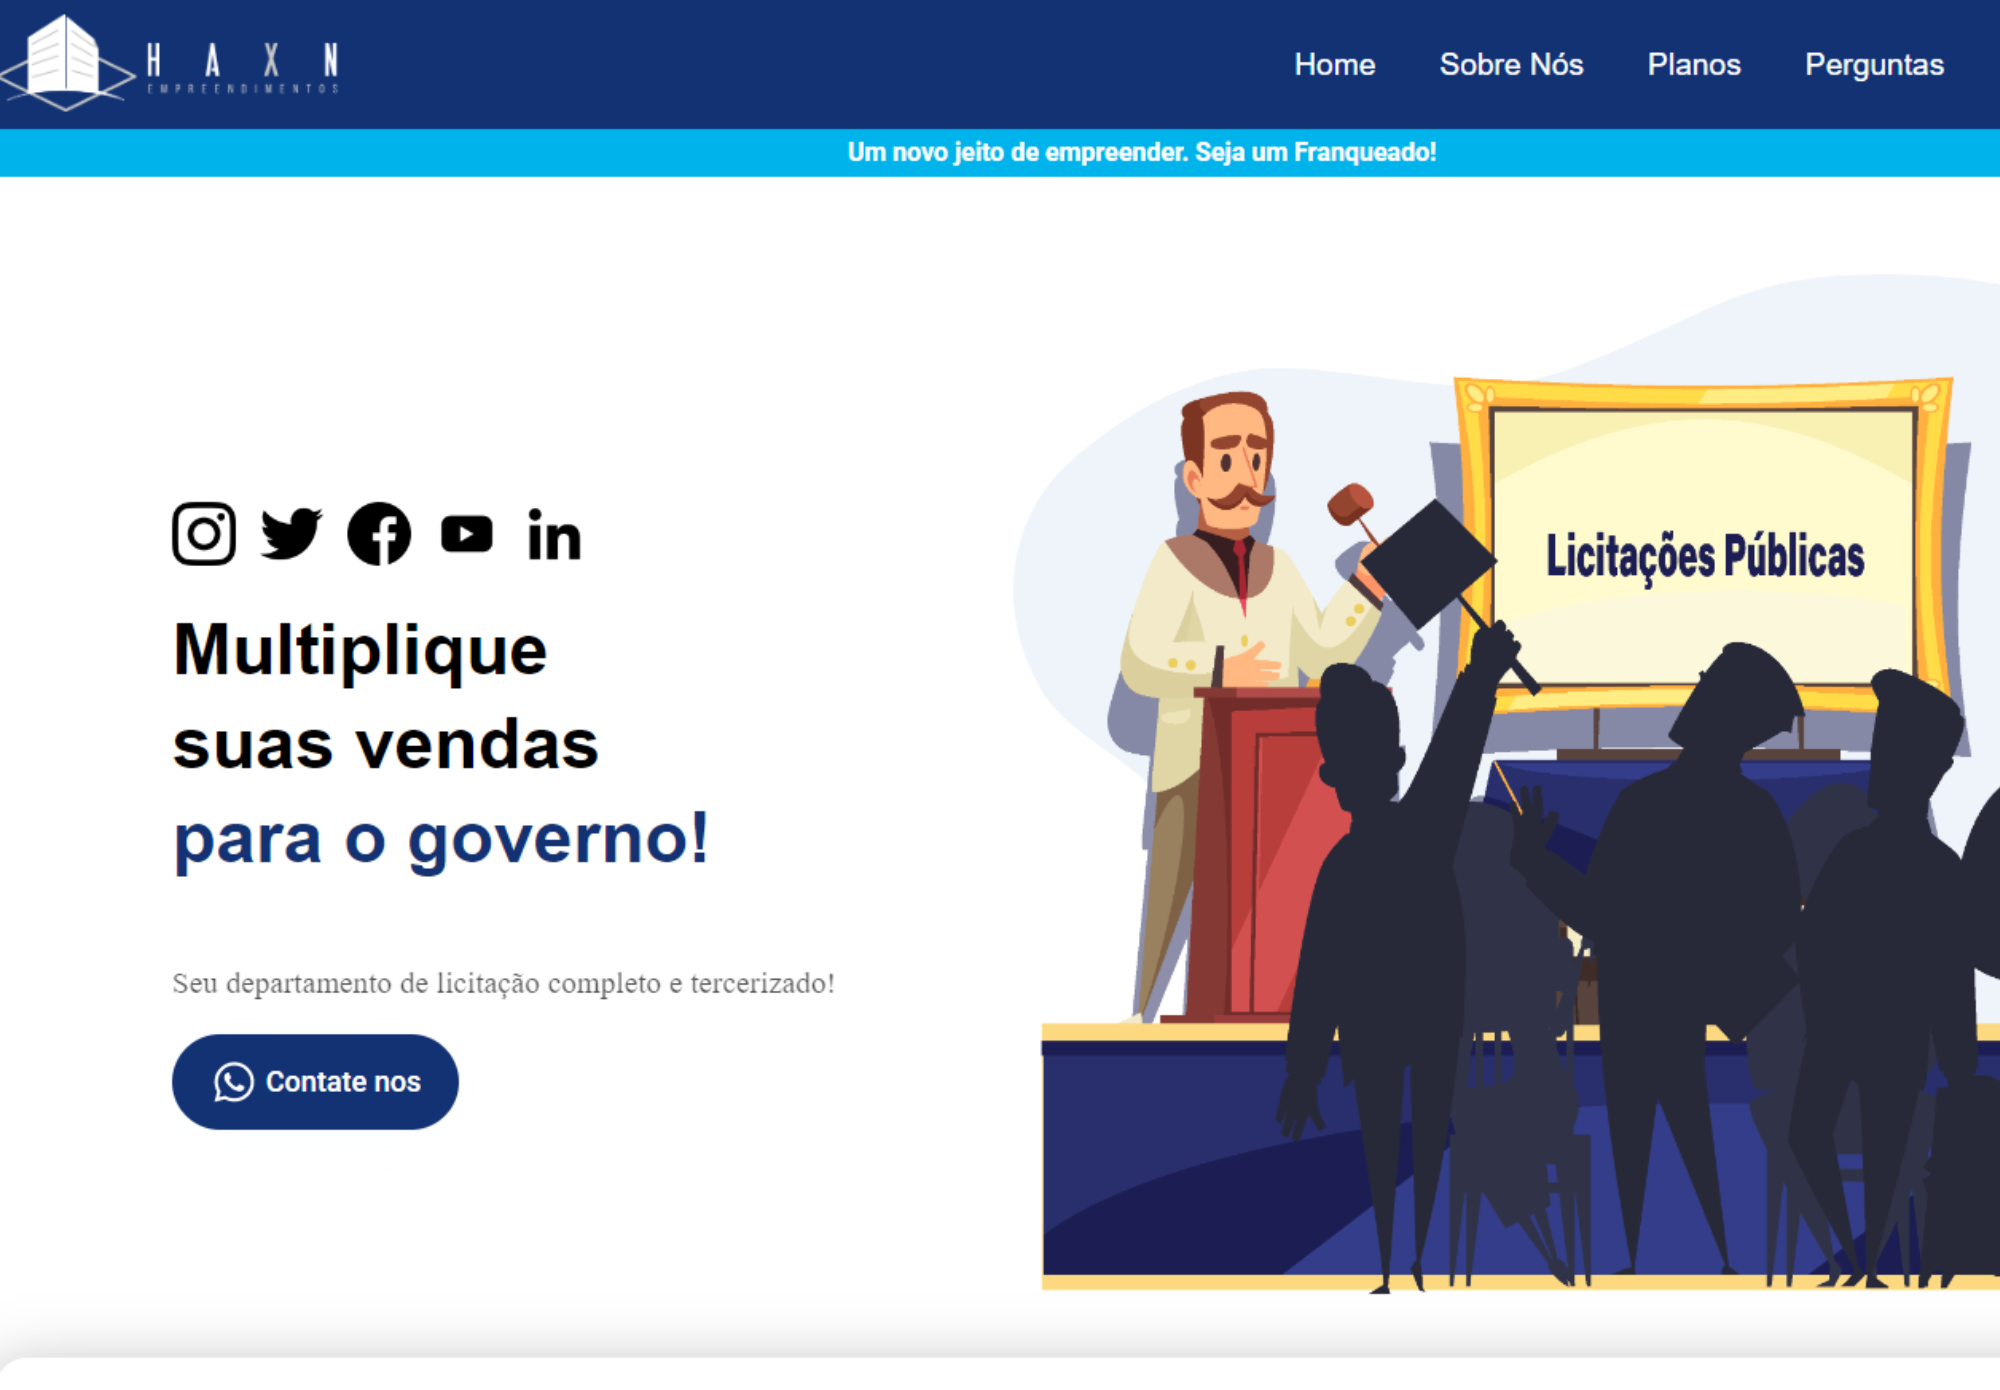 H A X N
EMPREENDIMENTOS
Home Sobre Nós Planos Perguntas
Um novo jeito de empreender. Seja um Franqueado!
Licitações Públicas
Multiplique
suas vendas
para o governo!
Seu departamento de licitação completo e tercerizado!
Contate nos